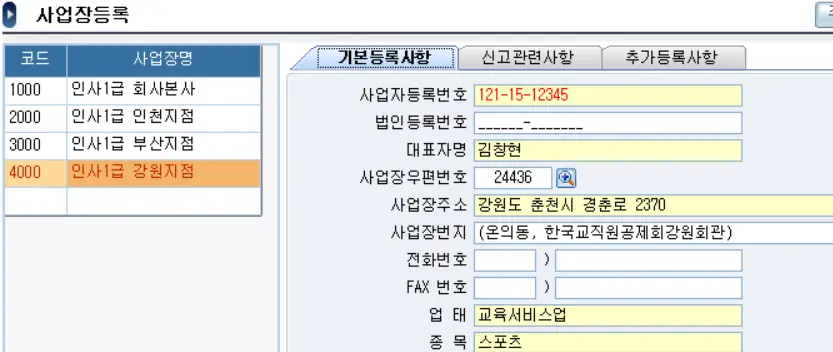 사업장등록
코드 사업장명
1000 인사1급 회사본사
2000 인사1급 인천지점
3000 인사1급 부산지점
4000 인사1급 강원지점
기본등록사항 신고관련사항 추가등록사항
사업자등록번호 121-15-12345
법인등록번호 ______-_______
대표자명 김창현
사업장우편번호 24436
사업장주소 강원도 춘천시 경춘로 2370
사업장번지 (온의동, 한국교직원공제회강원회관)
전화번호 )
FAX 번호 )
업 태 교육서비스업
종 목 스포츠